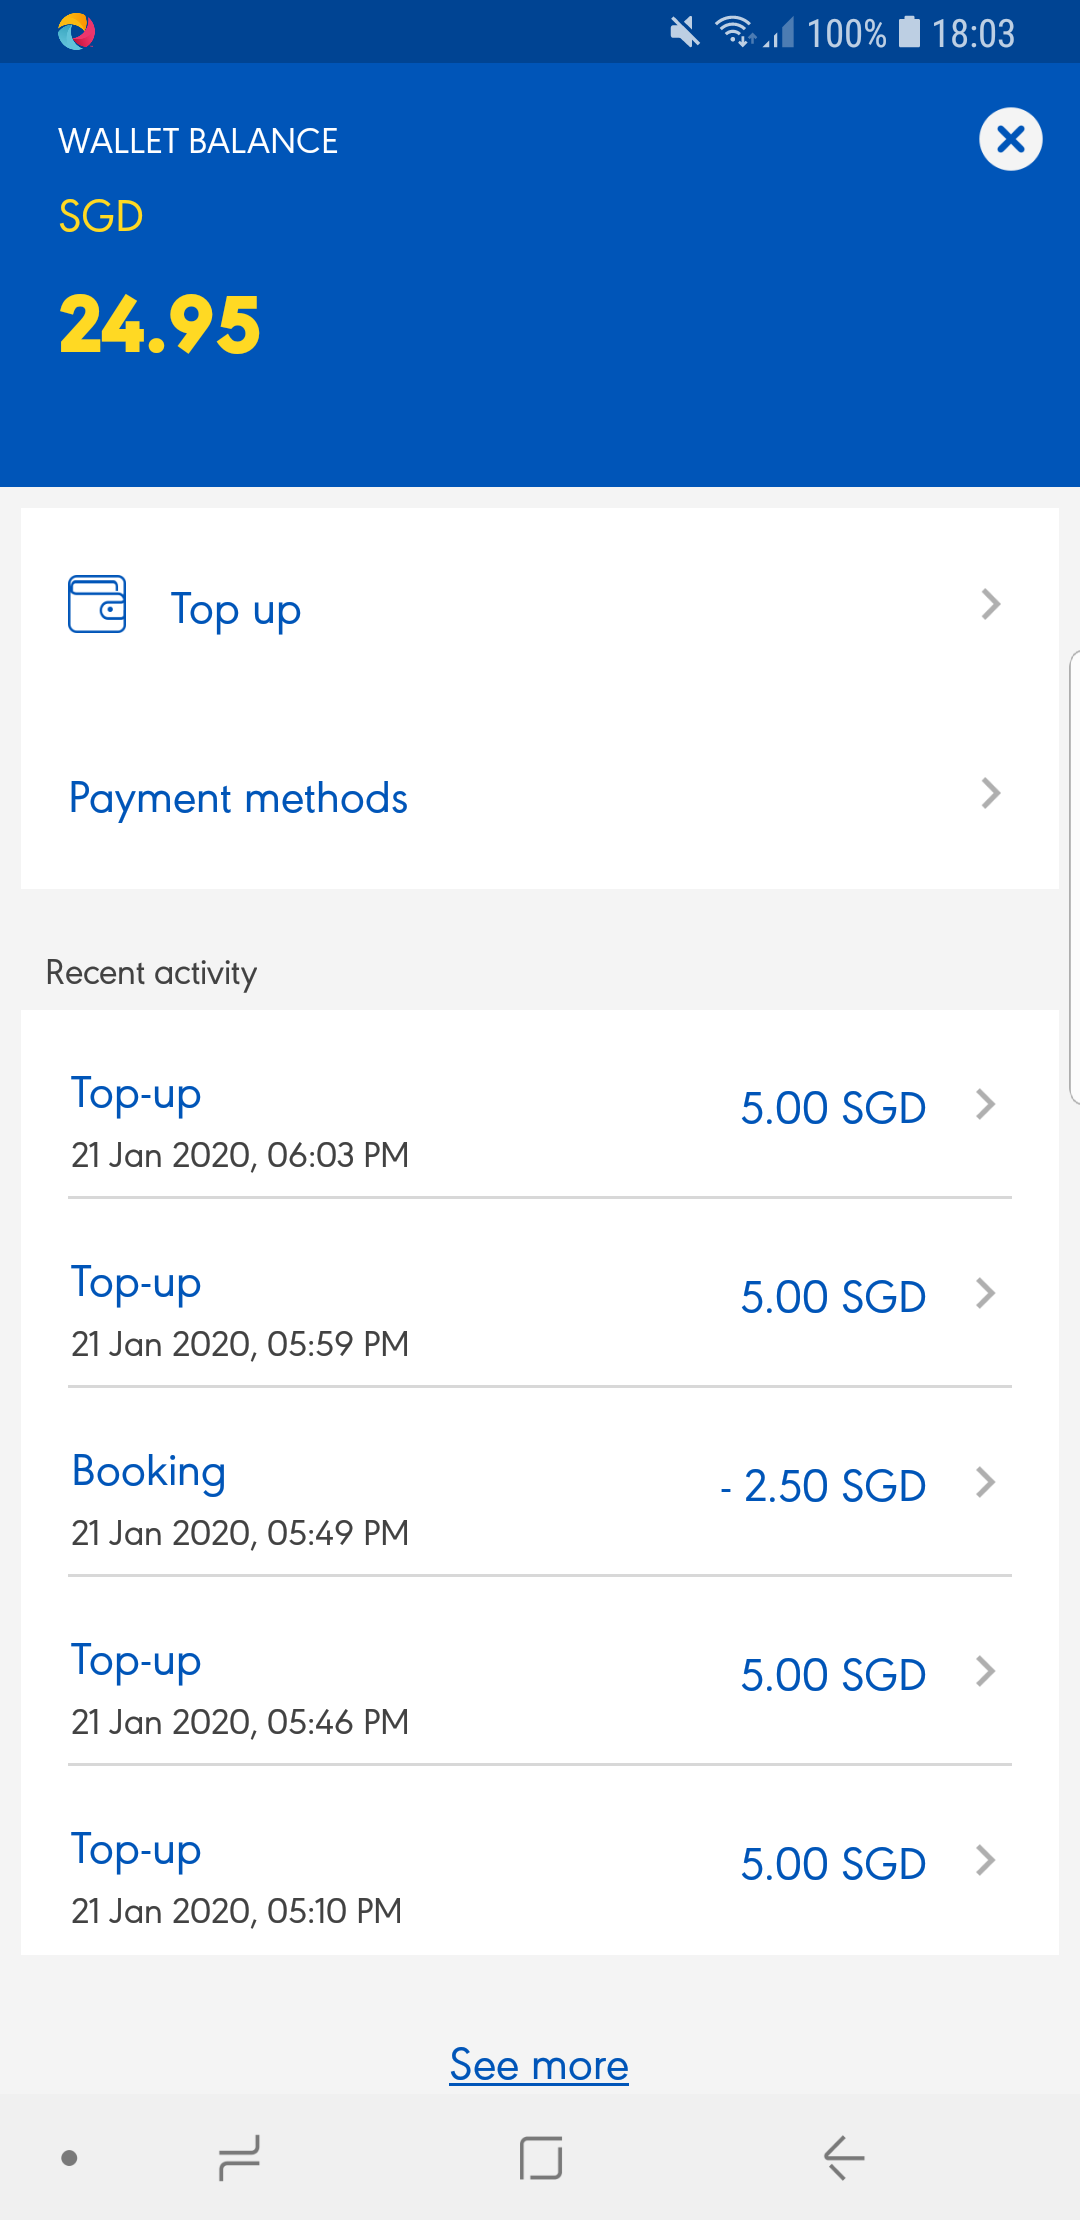 100% 18:03
WALLET BALANCE
SGD
24.95
Top up
Payment methods
Recent activity
Top-up
5.00 SGD
21 Jan 2020, 06:03 PM
Top-up
5.00 SGD
21 Jan 2020, 05:59 PM
Booking
- 2.50 SGD
21 Jan 2020, 05:49 PM
Top-up
5.00 SGD
21 Jan 2020, 05:46 PM
Top-up
5.00 SGD
21 Jan 2020, 05:10 PM
See more